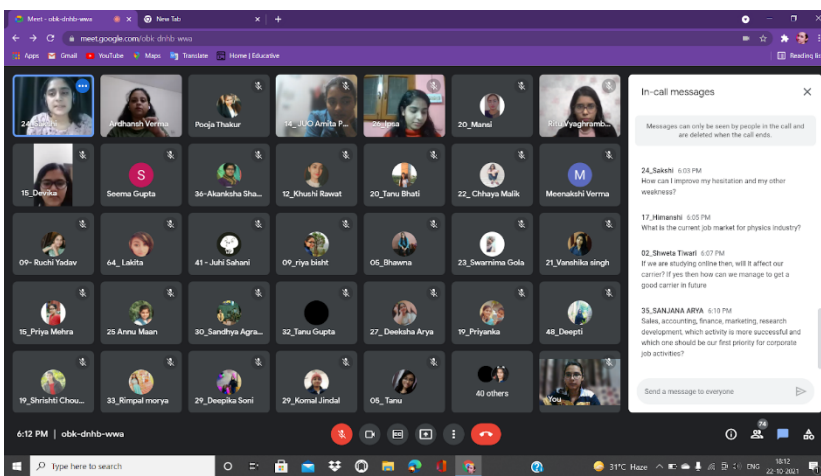 Meet - obk-dnhb-wwa
New Tab
meet.google.com/obk-dnhb-wwa
Apps Gmail YouTube Maps Translate Home | Educative Reading lis
24_Sakshi Ardhansh Verma Pooja Thakur 14_ JUO Amita P... 26_Ipsa 20_Mansi Ritu Vyaghramb...
15_Devika Seema Gupta 36-Akanksha Sha... 12_Khushi Rawat 20_Tanu Bhati 22_ Chhaya Malik Meenakshi Verma
S
M
09- Ruchi Yadav 64_ Lakita 41 - Juhi Sahani 09_riya bisht 05_Bhawna 23_Swarnima Gola 21_Vanshika singh
15_Priya Mehra 25 Annu Maan 30_Sandhya Agra... 32_Tanu Gupta 27_ Deeksha Arya 19_Priyanka 48_Deepti
19_Shrishti Chou... 33_Rimpal morya 29_Deepika Soni 29_Komal Jindal 05_ Tanu 40 others You
In-call messages
Messages can only be seen by people in the call and
are deleted when the call ends.
24_Sakshi 6:03 PM
How can I improve my hesitation and my other
weakness?
17_Himanshi 6:05 PM
What is the current job market for physics industry?
02_Shweta Tiwari 6:07 PM
If we are studying online then, will it affect our
carrier? If yes then how can we manage to get a
good carrier in future
35_SANJANA ARYA 6:10 PM
Sales, accounting, finance, marketing, research
development, which activity is more successful and
which one should be our first priority for corporate
job activities?
Send a message to everyone
6:12 PM | obk-dnhb-wwa
74
Type here to search
31°C Haze
ENG
18:12
22-10-2021